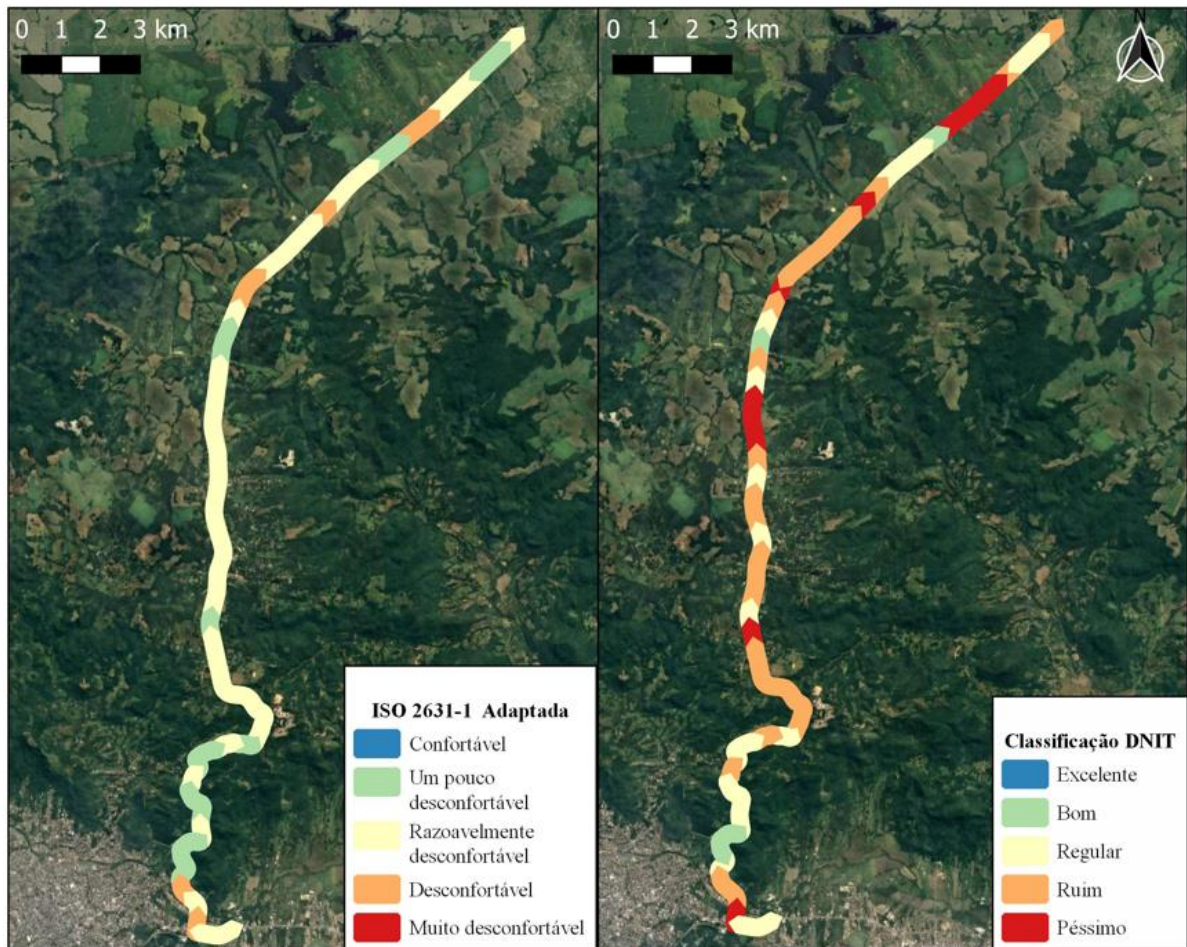 0 1 2 3 km
ISO 2631-1 Adaptada
Confortável
Um pouco
desconfortável
Razoavelmente
desconfortável
Desconfortável
Muito desconfortável
0 1 2 3 km
N
Classificação DNIT
Excelente
Bom
Regular
Ruim
Péssimo